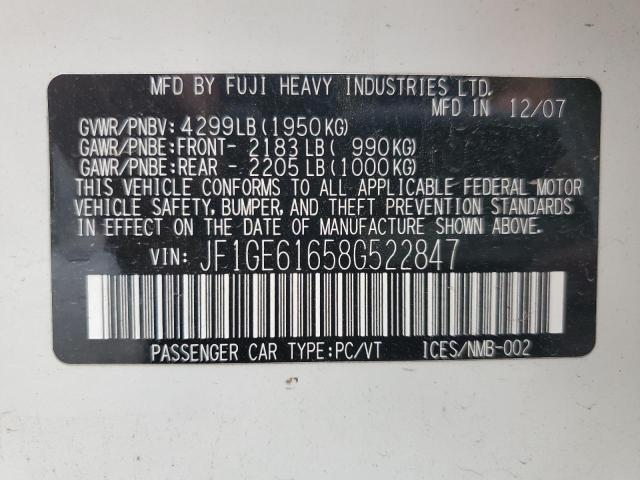 MFD BY FUJI HEAVY INDUSTRIES LTD.
MFD IN 12/07
GVWR/PNBV: 4299LB(1950KG)
GAWR/PNBE:FRONT- 2183 LB( 990KG)
GAWR/PNBE:REAR - 2205 LB(1000KG)
THIS VEHICLE CONFORMS TO ALL APPLICABLE FEDERAL MOTOR
VEHICLE SAFETY, BUMPER, AND THEFT PREVENTION STANDARDS
IN EFFECT ON THE DATE OF MANUFACTURE SHOWN ABOVE.
VIN: JF1GE61658G522847
PASSENGER CAR TYPE:PC/VT ICES/NMB-002